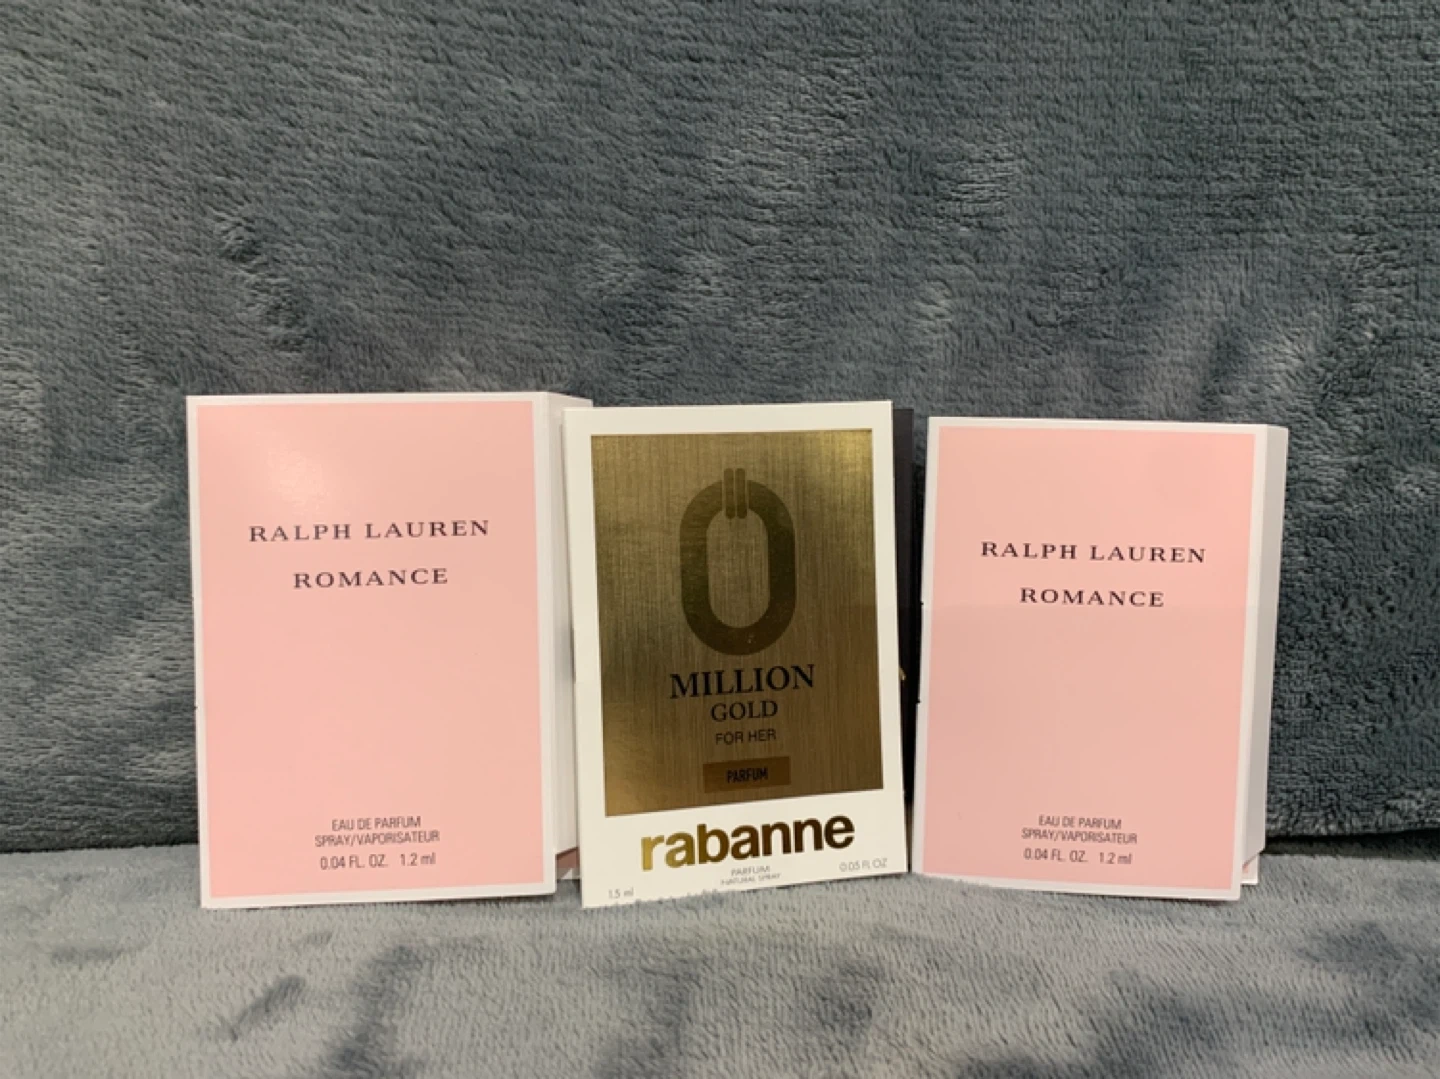 RALPH LAUREN
ROMANCE
EAU DE PARFUM
SPRAY/VAPORISATEUR
0.04 FL. OZ. 1.2 ml
MILLION
GOLD
FOR HER
PARFUM
rabanne
PARFUM
NATURAL SPRAY
1.5 ml
0.05 FL OZ
RALPH LAUREN
ROMANCE
EAU DE PARFUM
SPRAY/VAPORISATEUR
0.04 FL. OZ. 1.2 ml